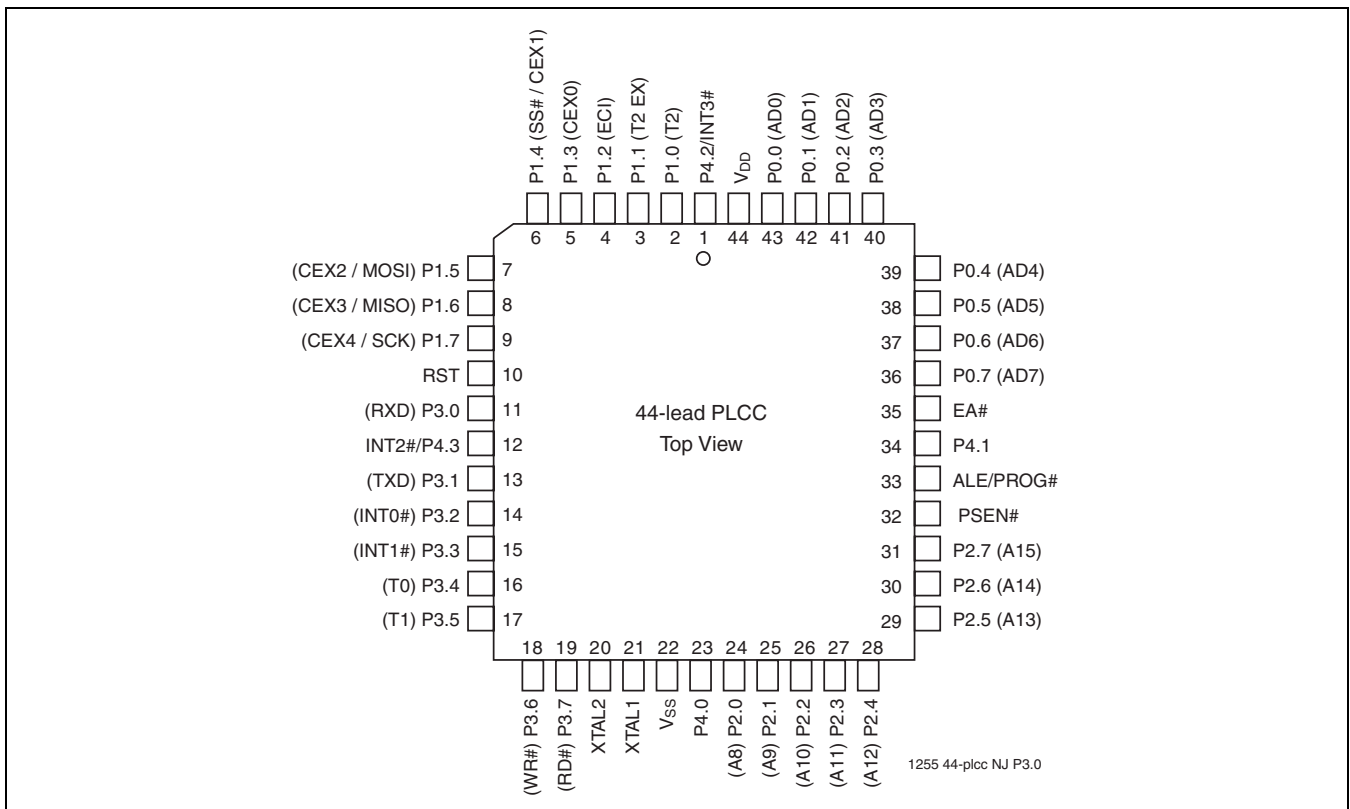 P1.4 (SS# / CEX1)
P1.3 (CEX0)
P1.2 (ECI)
P1.1 (T2 EX)
P1.0 (T2)
P4.2/INT3#
VDD
P0.0 (AD0)
P0.1 (AD1)
P0.2 (AD2)
P0.3 (AD3)
6 5 4 3 2 1 44 43 42 41 40
(CEX2 / MOSI) P1.5 7
(CEX3 / MISO) P1.6 8
(CEX4 / SCK) P1.7 9
RST 10
(RXD) P3.0 11
INT2#/P4.3 12
(TXD) P3.1 13
(INT0#) P3.2 14
(INT1#) P3.3 15
(T0) P3.4 16
(T1) P3.5 17
44-lead PLCC
Top View
39 P0.4 (AD4)
38 P0.5 (AD5)
37 P0.6 (AD6)
36 P0.7 (AD7)
35 EA#
34 P4.1
33 ALE/PROG#
32 PSEN#
31 P2.7 (A15)
30 P2.6 (A14)
29 P2.5 (A13)
18 19 20 21 22 23 24 25 26 27 28
(WR#) P3.6
(RD#) P3.7
XTAL2
XTAL1
VSS
P4.0
(A8) P2.0
(A9) P2.1
(A10) P2.2
(A11) P2.3
(A12) P2.4
1255 44-plcc NJ P3.0